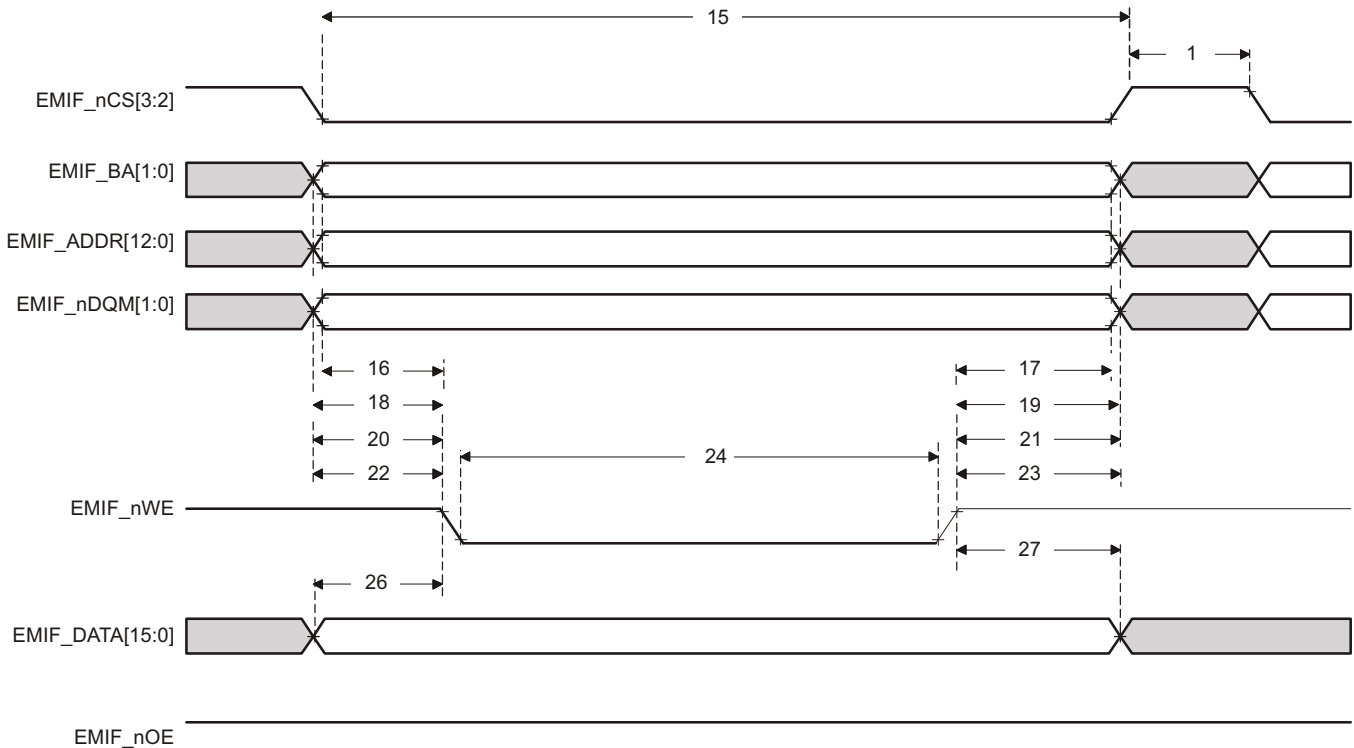 15
1
EMIF_nCS[3:2]
EMIF_BA[1:0]
EMIF_ADDR[12:0]
EMIF_nDQM[1:0]
16 17
18 19
20 21
24
22 23
EMIF_nWE
27
26
EMIF_DATA[15:0]
EMIF_nOE